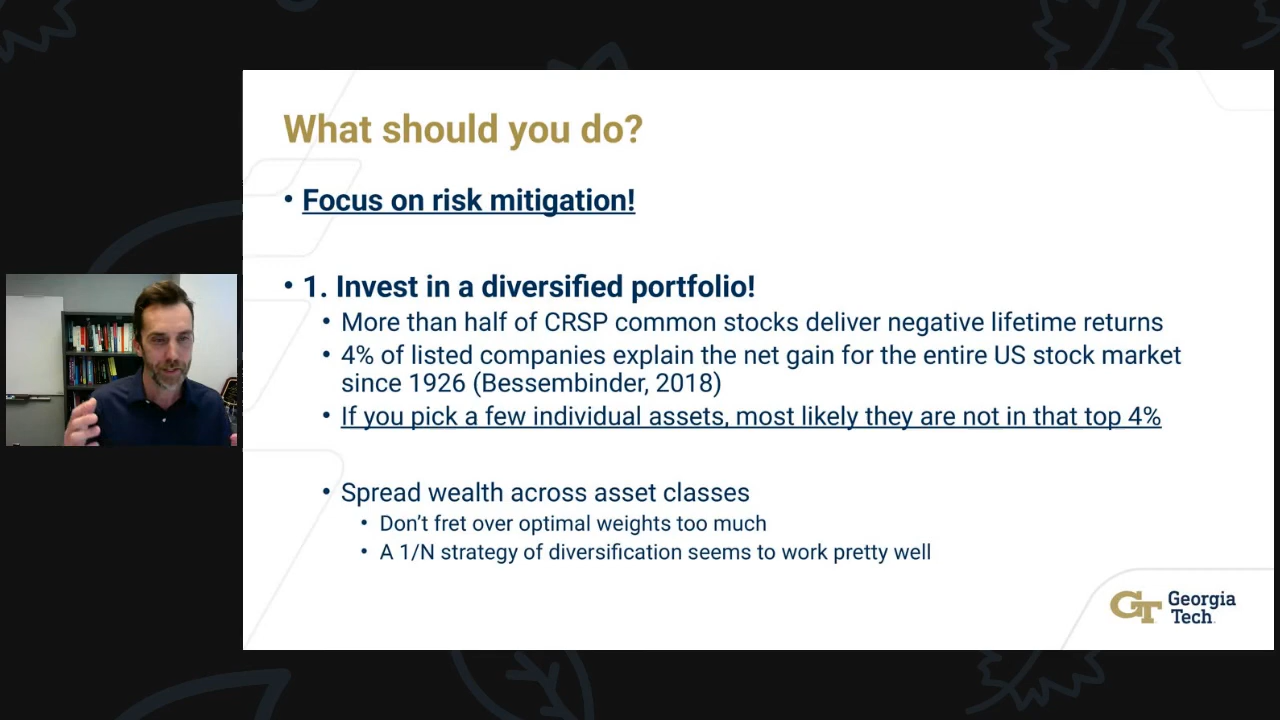 What should you do?
• Focus on risk mitigation!
• 1. Invest in a diversified portfolio!
• More than half of CRSP common stocks deliver negative lifetime returns
• 4% of listed companies explain the net gain for the entire US stock market
since 1926 (Bessembinder, 2018)
• If you pick a few individual assets, most likely they are not in that top 4%
• Spread wealth across asset classes
• Don't fret over optimal weights too much
• A 1/N strategy of diversification seems to work pretty well
GT Georgia
Tech